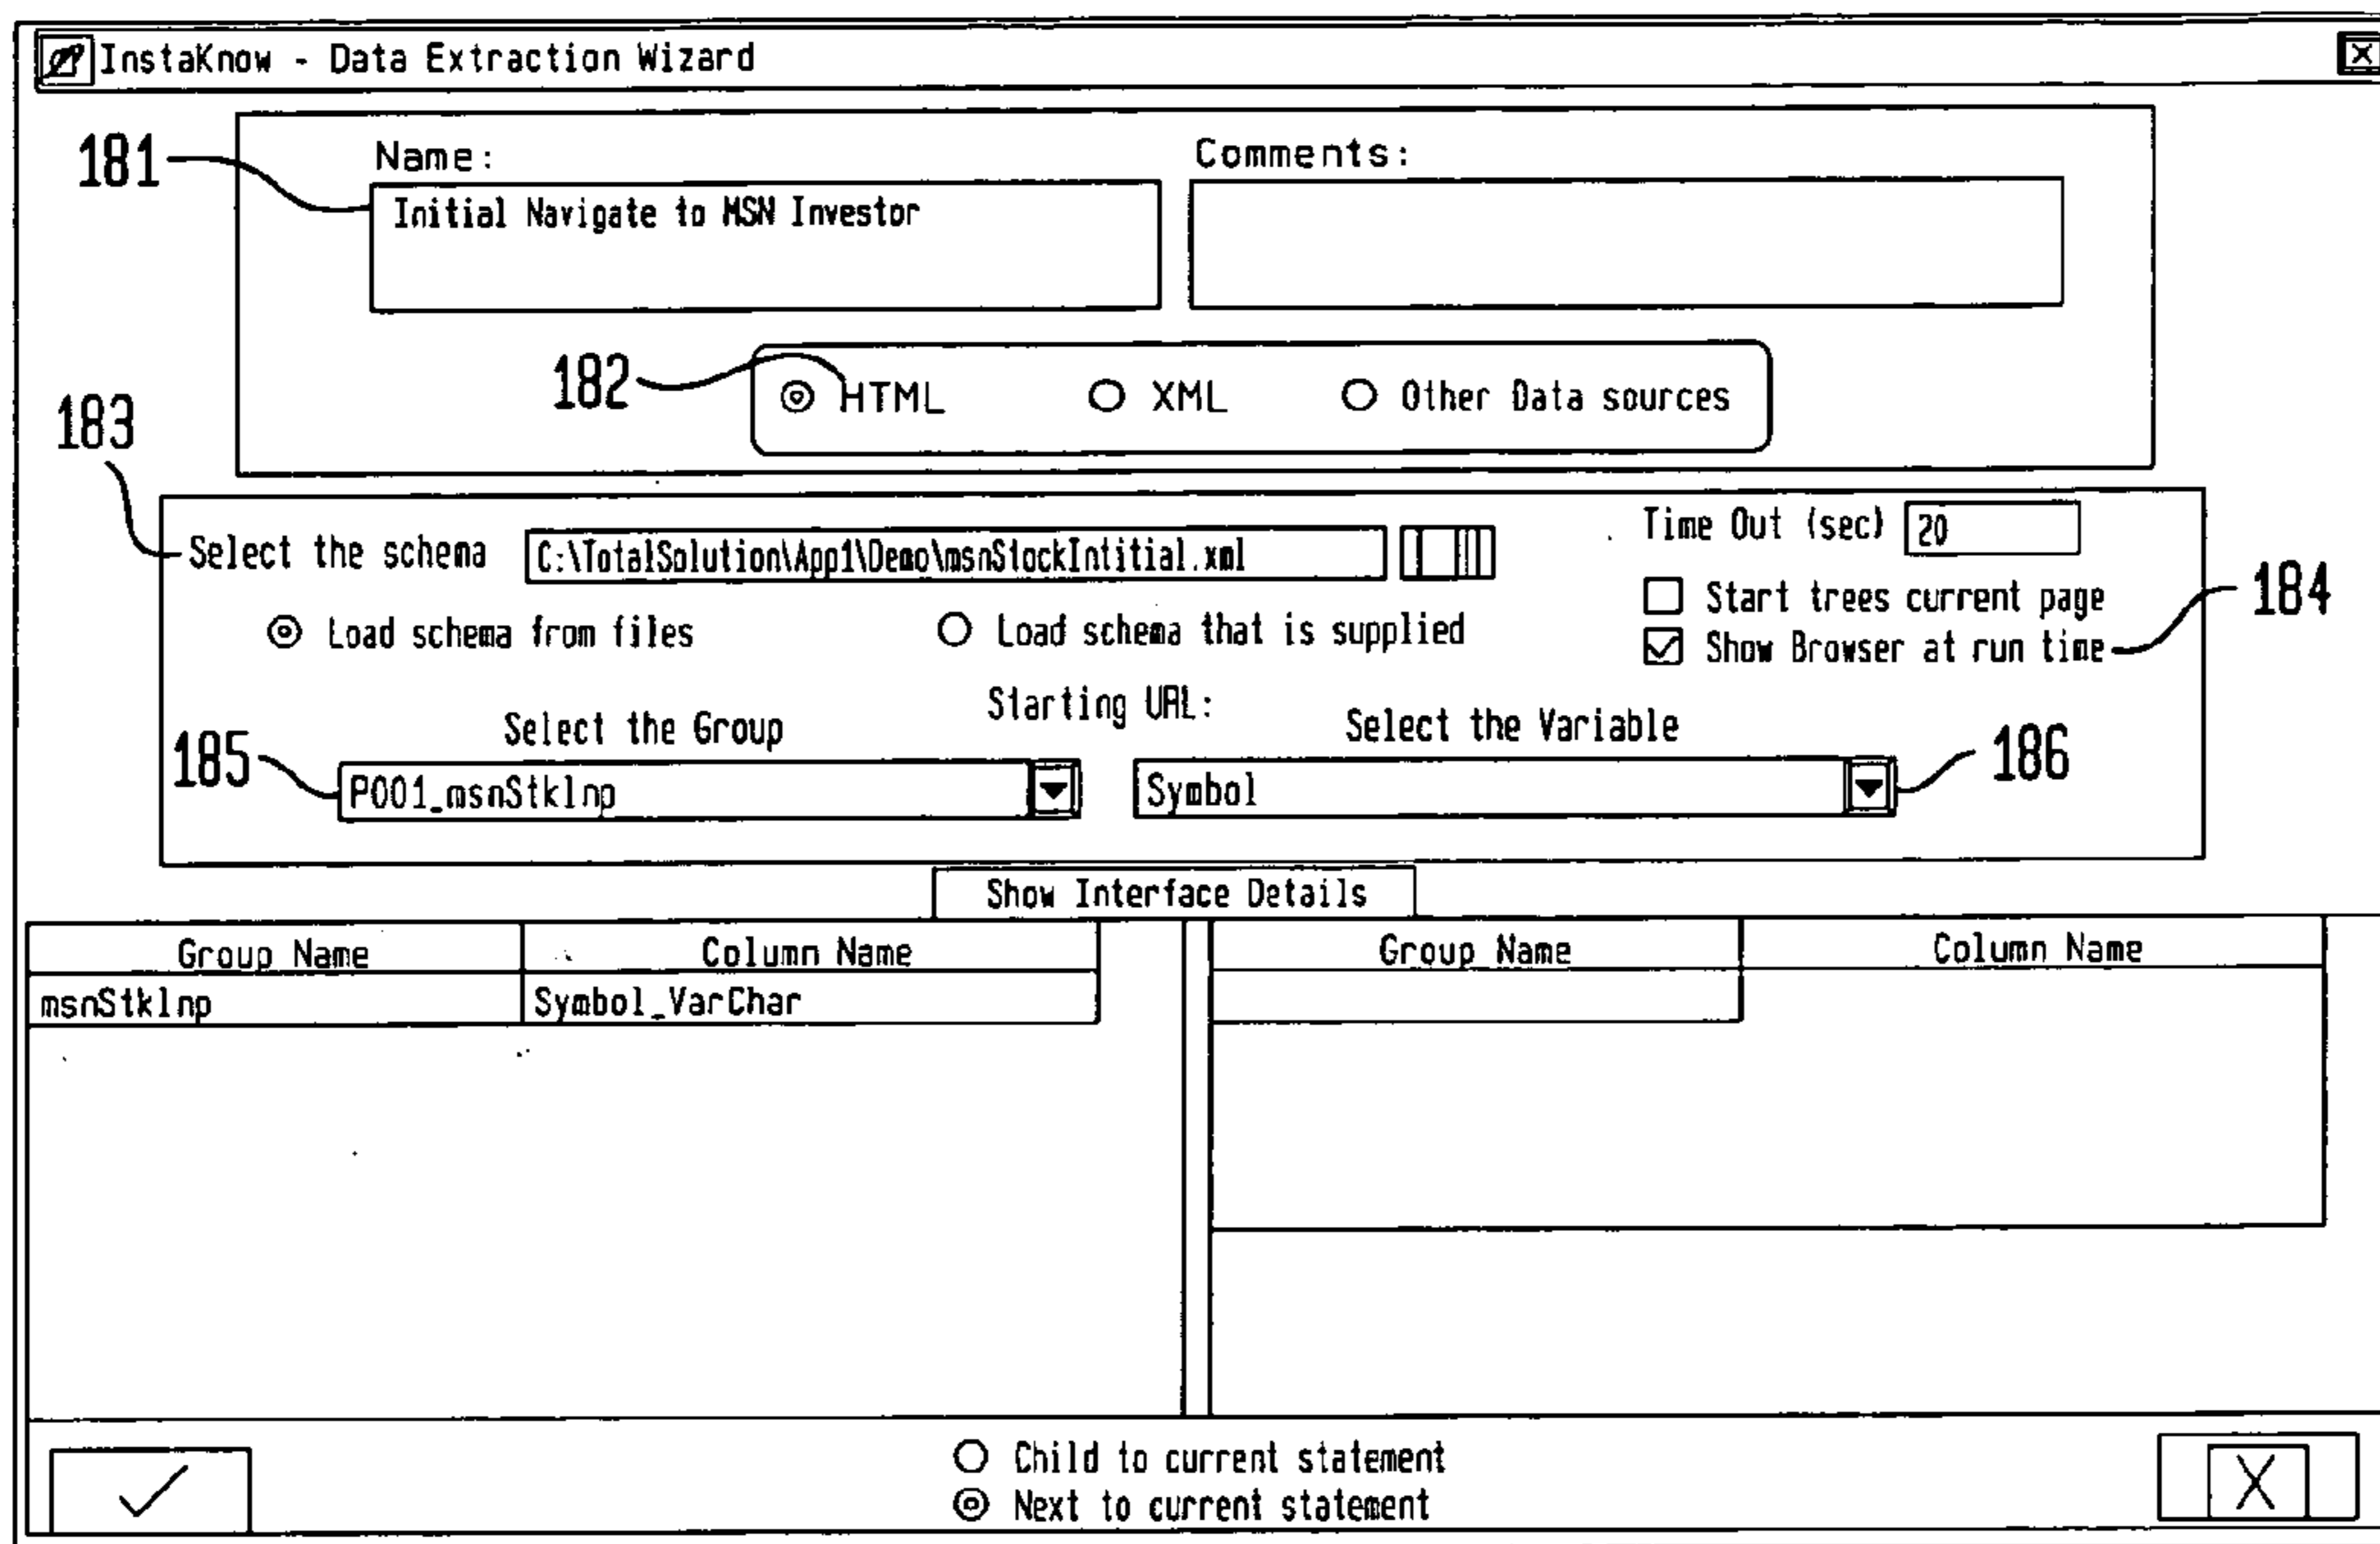 InstaKnow - Data Extraction Wizard
181
Name:
Comments:
Initial Navigate to MSN Investor
182
HTML
XML
Other Data sources
183
Select the schema
C:\TotalSolution\App1\Demo\msnStockIntitial.xml
Time Out (sec)
20
Start trees current page
184
Load schema from files
Load schema that is supplied
Show Browser at run time
Starting URL:
Select the Group
Select the Variable
185
P001_msnStklnp
Symbol
186
Show Interface Details
Group Name
Column Name
Group Name
Column Name
msnStklnp
Symbol_VarChar
Child to current statement
Next to current statement